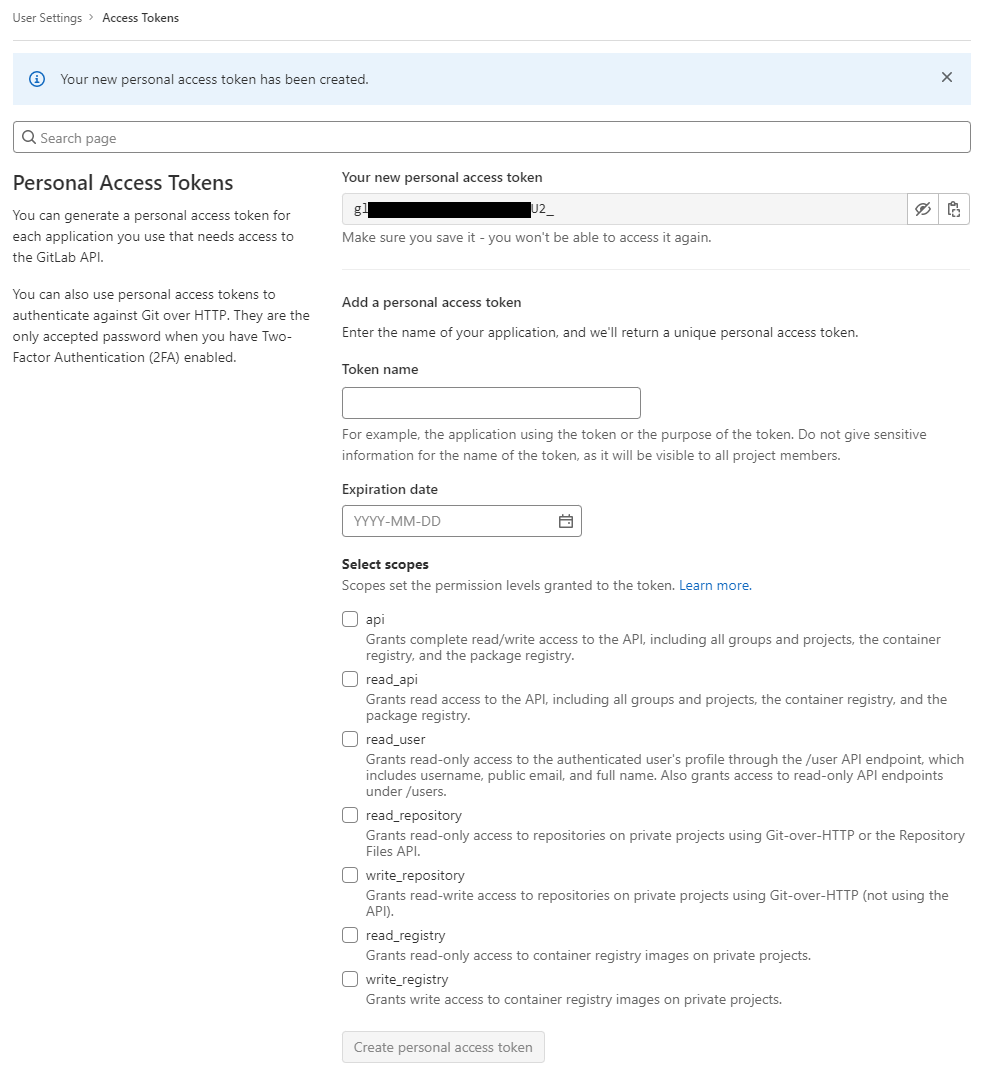 User Settings > Access Tokens
Your new personal access token has been created.
Search page
Personal Access Tokens
You can generate a personal access token for
each application you use that needs access to
the GitLab API.
You can also use personal access tokens to
authenticate against Git over HTTP. They are the
only accepted password when you have Two-
Factor Authentication (2FA) enabled.
Your new personal access token
gl U2_
Make sure you save it - you won't be able to access it again.
Add a personal access token
Enter the name of your application, and we'll return a unique personal access token.
Token name
For example, the application using the token or the purpose of the token. Do not give sensitive
information for the name of the token, as it will be visible to all project members.
Expiration date
YYYY-MM-DD
Select scopes
Scopes set the permission levels granted to the token. Learn more.
api
Grants complete read/write access to the API, including all groups and projects, the container
registry, and the package registry.
read_api
Grants read access to the API, including all groups and projects, the container registry, and the
package registry.
read_user
Grants read-only access to the authenticated user's profile through the /user API endpoint, which
includes username, public email, and full name. Also grants access to read-only API endpoints
under /users.
read_repository
Grants read-only access to repositories on private projects using Git-over-HTTP or the Repository
Files API.
write_repository
Grants read-write access to repositories on private projects using Git-over-HTTP (not using the
API).
read_registry
Grants read-only access to container registry images on private projects.
write_registry
Grants write access to container registry images on private projects.
Create personal access token